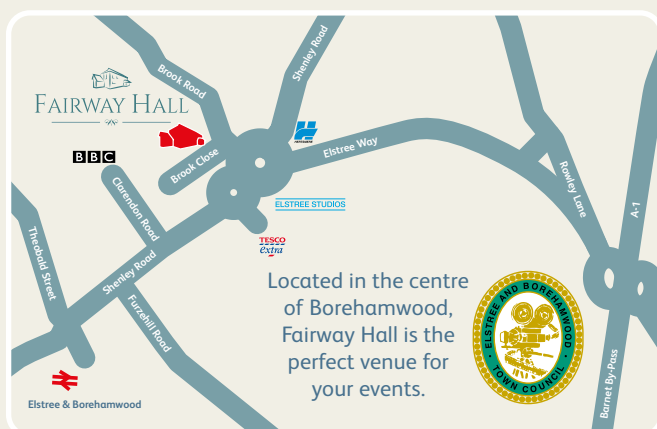 Brook Road
Shenley Road
FAIRWAY HALL
BBC
Brook Close
HERTSMERE
Elstree Way
Rowley Lane
Clarendon Road
ELSTREE STUDIOS
A-1
Theobald Street
TESCO
extra
Shenley Road
Furzehill Road
Located in the centre
of Borehamwood,
Fairway Hall is the
perfect venue for
your events.
ELSTREE AND BOREHAMWOOD
TOWN COUNCIL
Barnet By-Pass
Elstree & Borehamwood